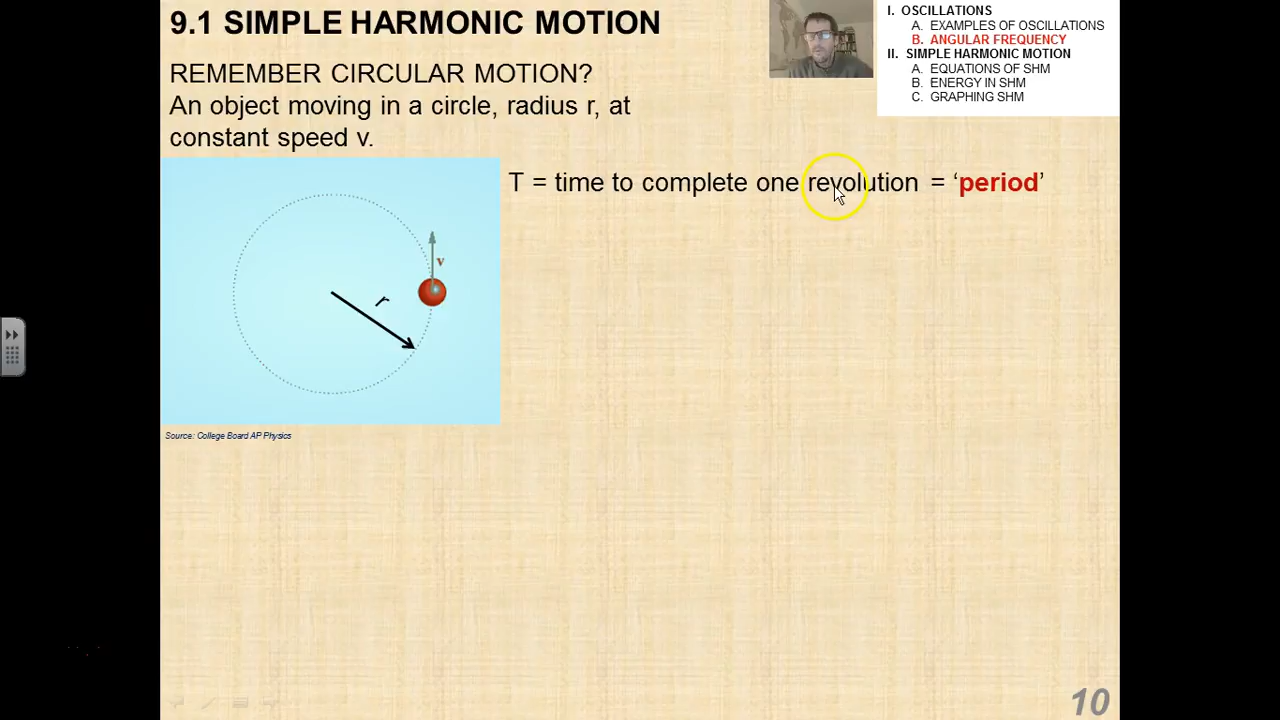 9.1 SIMPLE HARMONIC MOTION
REMEMBER CIRCULAR MOTION?
An object moving in a circle, radius r, at
constant speed v.
I. OSCILLATIONS
A. EXAMPLES OF OSCILLATIONS
B. ANGULAR FREQUENCY
II. SIMPLE HARMONIC MOTION
A. EQUATIONS OF SHM
B. ENERGY IN SHM
C. GRAPHING SHM
T = time to complete one revolution = ‘period’
v
r
Source: College Board AP Physics
10